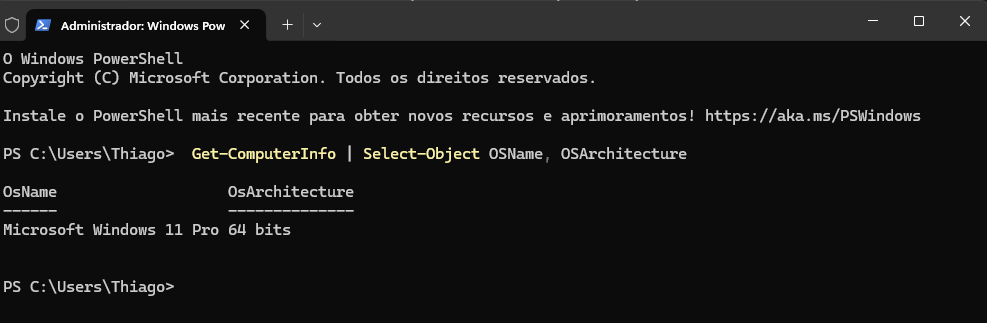 Administrador: Windows Pow
O Windows PowerShell
Copyright (C) Microsoft Corporation. Todos os direitos reservados.
Instale o PowerShell mais recente para obter novos recursos e aprimoramentos! https://aka.ms/PSWindows
PS C:\Users\Thiago>  Get-ComputerInfo | Select-Object OSName, OSArchitecture
OsName                   OsArchitecture
------                   --------------
Microsoft Windows 11 Pro 64 bits
PS C:\Users\Thiago>